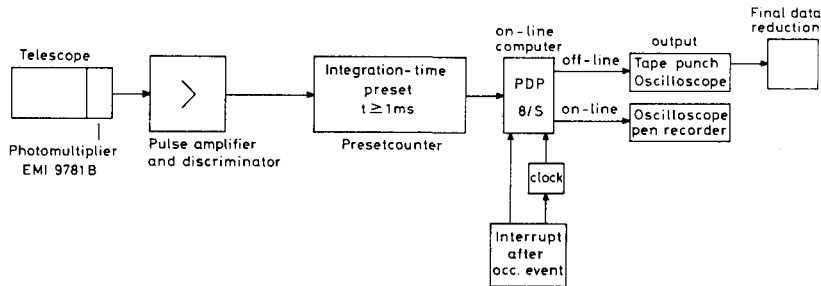 Telescope
Photomultiplier
EMI 9781B
>
Pulse amplifier
and discriminator
Integration-time
preset
t ≥ 1ms
Presetcounter
on-line
computer
PDP
8/S
off-line
on-line
clock
Interrupt
after
occ. event
output
Tape punch
Oscilloscope
Oscilloscope
pen recorder
Final data
reduction